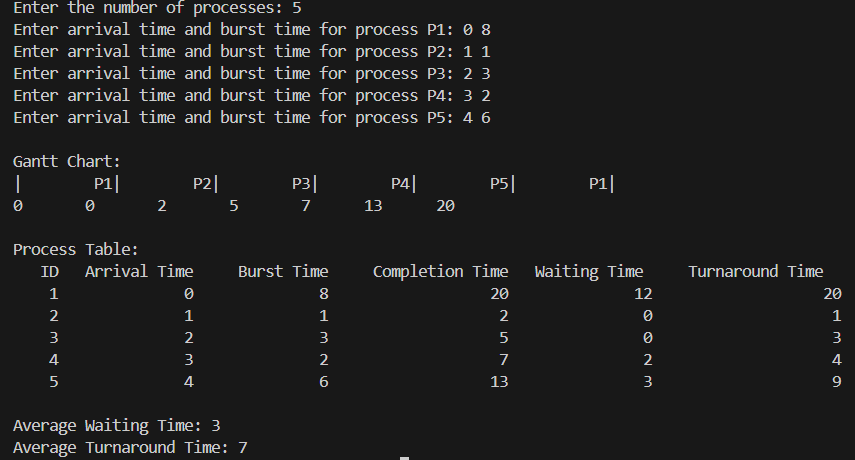 Enter the number of processes: 5
Enter arrival time and burst time for process P1: 0 8
Enter arrival time and burst time for process P2: 1 1
Enter arrival time and burst time for process P3: 2 3
Enter arrival time and burst time for process P4: 3 2
Enter arrival time and burst time for process P5: 4 6
Gantt Chart:
|        P1|        P2|        P3|        P4|        P5|        P1|
0       0       2       5       7      13      20
Process Table:
ID   Arrival Time     Burst Time     Completion Time   Waiting Time     Turnaround Time
1              0              8                  20             12                   20
2              1              1                   2              0                    1
3              2              3                   5              0                    3
4              3              2                   7              2                    4
5              4              6                  13              3                    9
Average Waiting Time: 3
Average Turnaround Time: 7